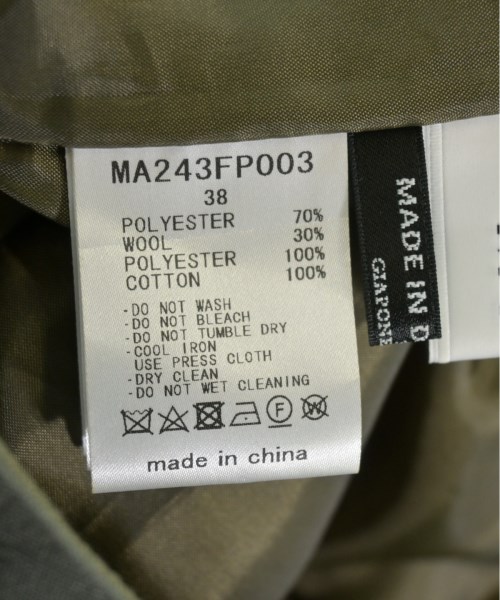 MA243FP003
38
POLYESTER 70%
WOOL 30%
POLYESTER 100%
COTTON 100%
-DO NOT WASH
-DO NOT BLEACH
-DO NOT TUMBLE DRY
-COOL IRON
USE PRESS CLOTH
-DRY CLEAN
-DO NOT WET CLEANING
F W
made in china
MADE IN